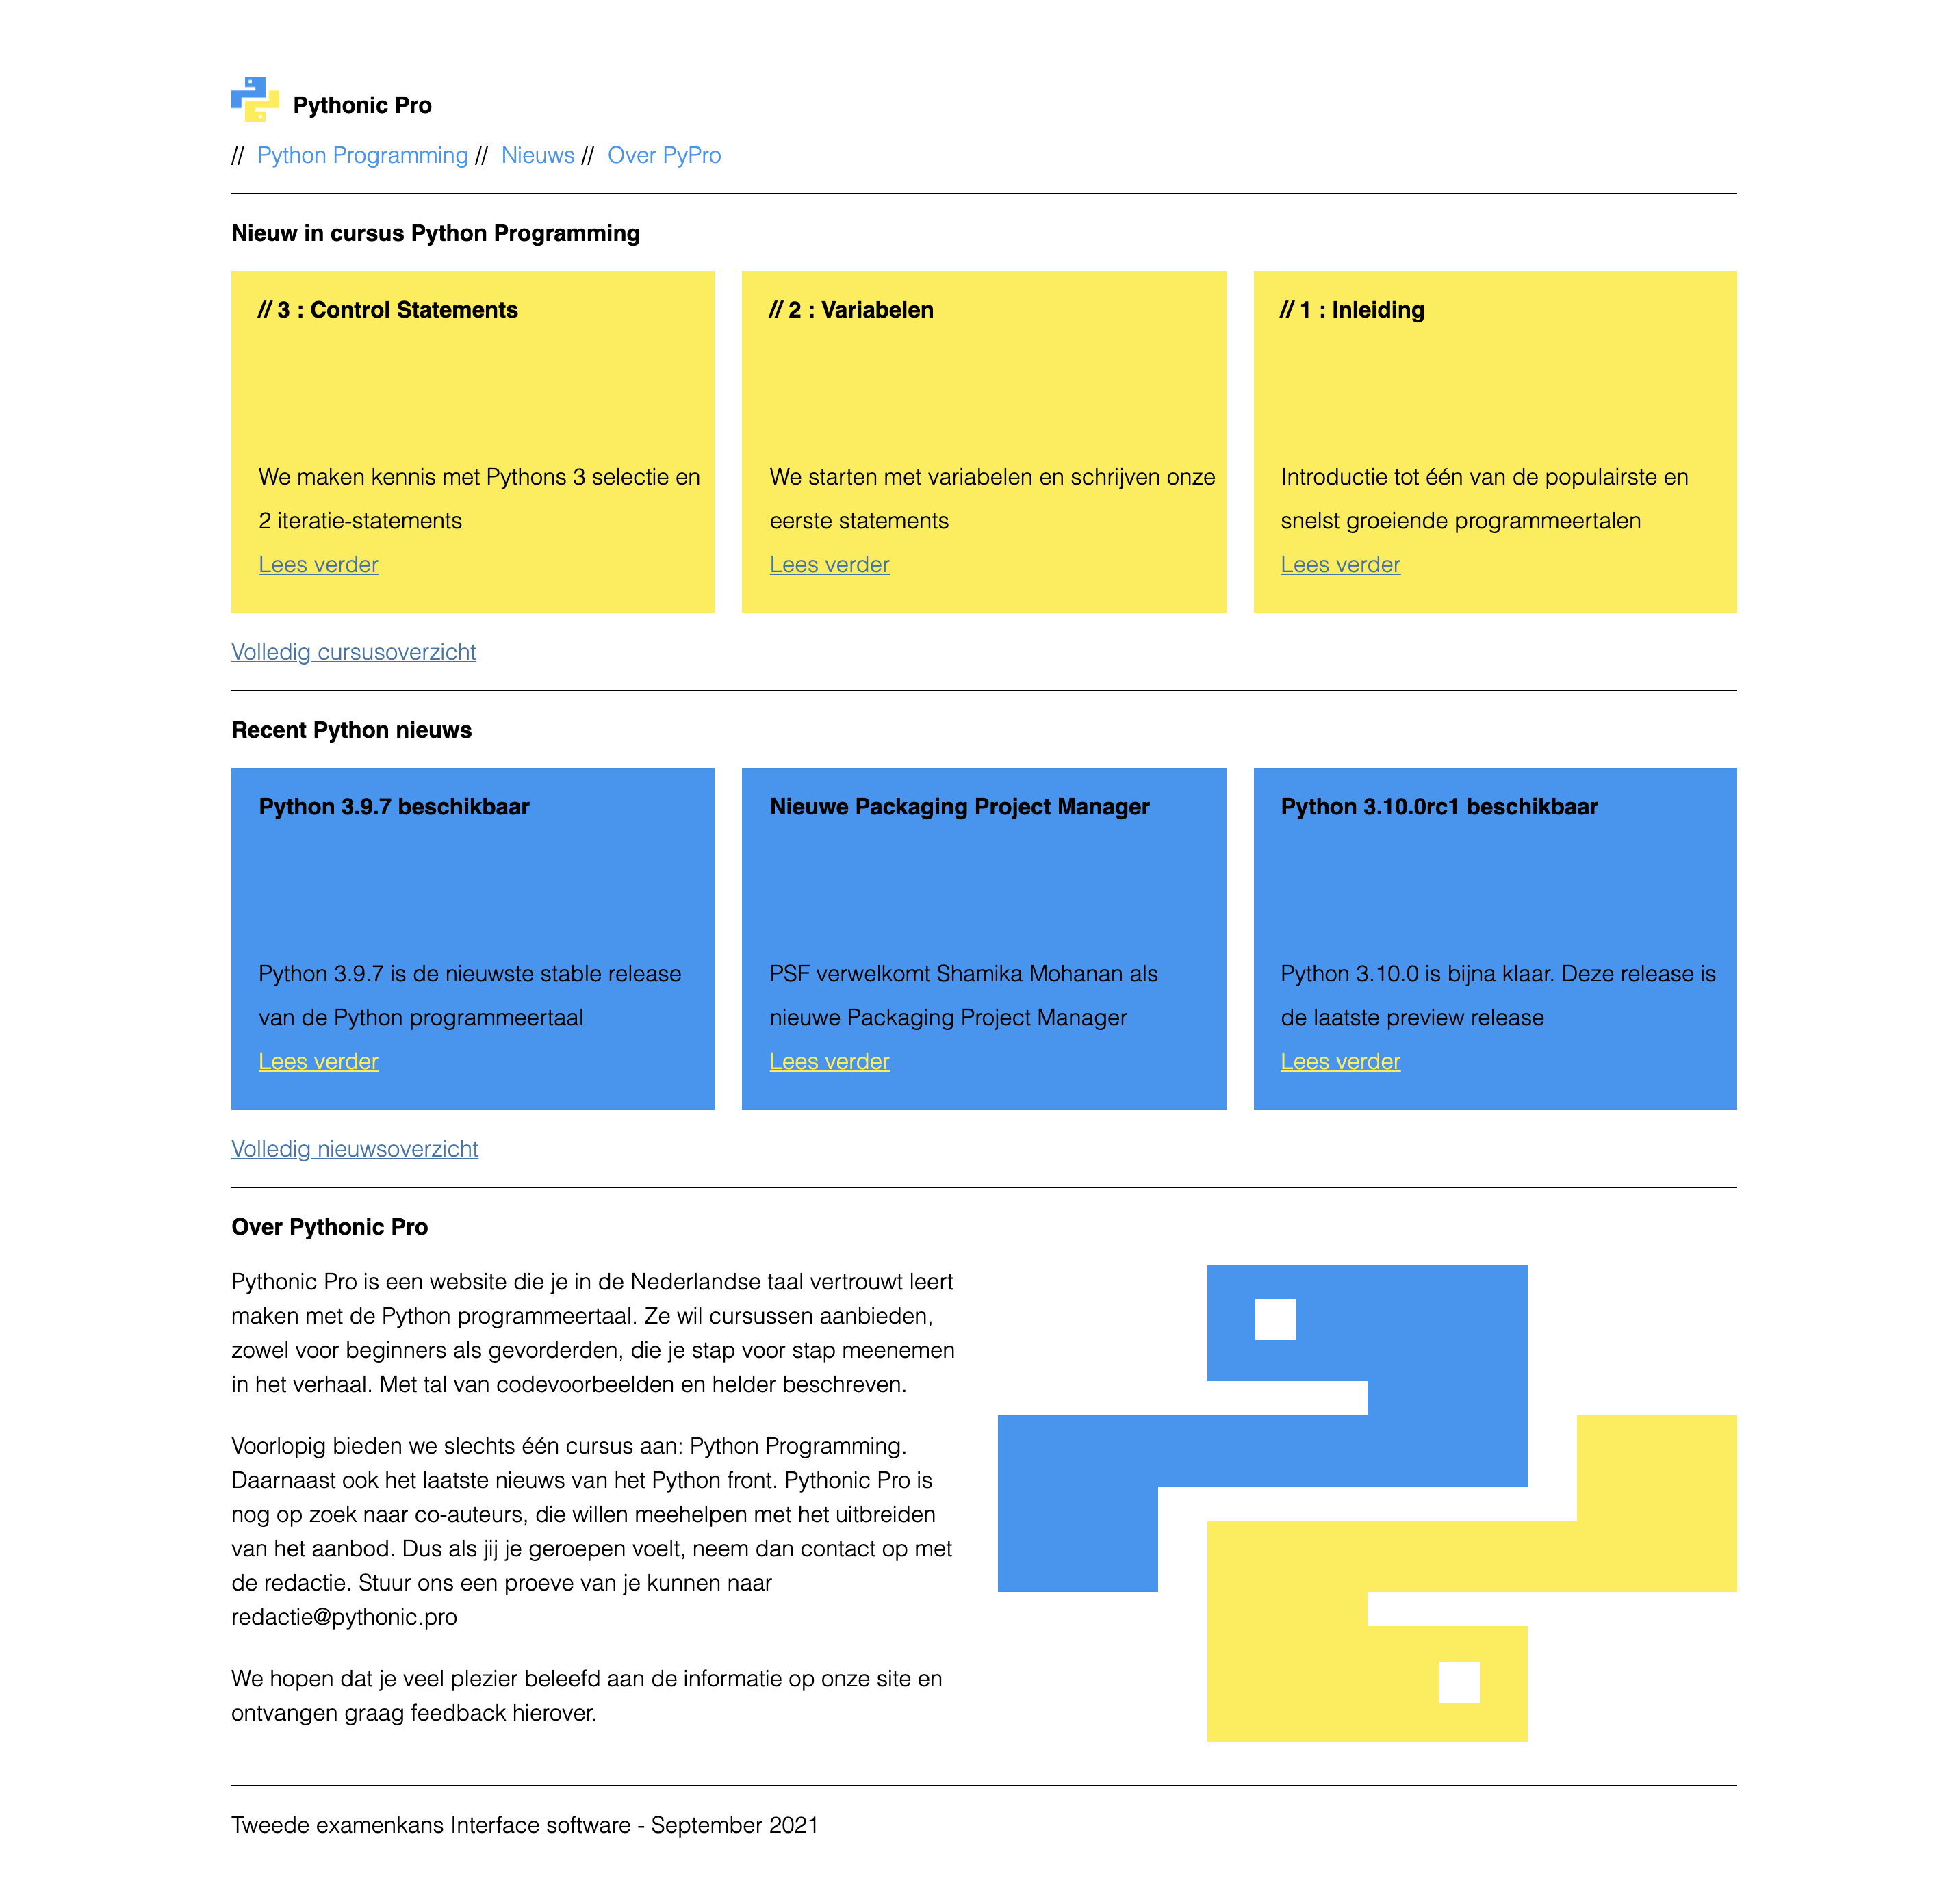 Pythonic Pro
// Python Programming // Nieuws // Over PyPro
Nieuw in cursus Python Programming
// 3 : Control Statements
We maken kennis met Pythons 3 selectie en
2 iteratie-statements
Lees verder
// 2 : Variabelen
We starten met variabelen en schrijven onze
eerste statements
Lees verder
// 1 : Inleiding
Introductie tot één van de populairste en
snelst groeiende programmeertalen
Lees verder
Volledig cursusoverzicht
Recent Python nieuws
Python 3.9.7 beschikbaar
Python 3.9.7 is de nieuwste stable release
van de Python programmeertaal
Lees verder
Nieuwe Packaging Project Manager
PSF verwelkomt Shamika Mohanan als
nieuwe Packaging Project Manager
Lees verder
Python 3.10.0rc1 beschikbaar
Python 3.10.0 is bijna klaar. Deze release is
de laatste preview release
Lees verder
Volledig nieuwsoverzicht
Over Pythonic Pro
Pythonic Pro is een website die je in de Nederlandse taal vertrouwt leert
maken met de Python programmeertaal. Ze wil cursussen aanbieden,
zowel voor beginners als gevorderden, die je stap voor stap meenemen
in het verhaal. Met tal van codevoorbeelden en helder beschreven.
Voorlopig bieden we slechts één cursus aan: Python Programming.
Daarnaast ook het laatste nieuws van het Python front. Pythonic Pro is
nog op zoek naar co-auteurs, die willen meehelpen met het uitbreiden
van het aanbod. Dus als jij je geroepen voelt, neem dan contact op met
de redactie. Stuur ons een proeve van je kunnen naar
redactie@pythonic.pro
We hopen dat je veel plezier beleefd aan de informatie op onze site en
ontvangen graag feedback hierover.
Tweede examenkans Interface software - September 2021